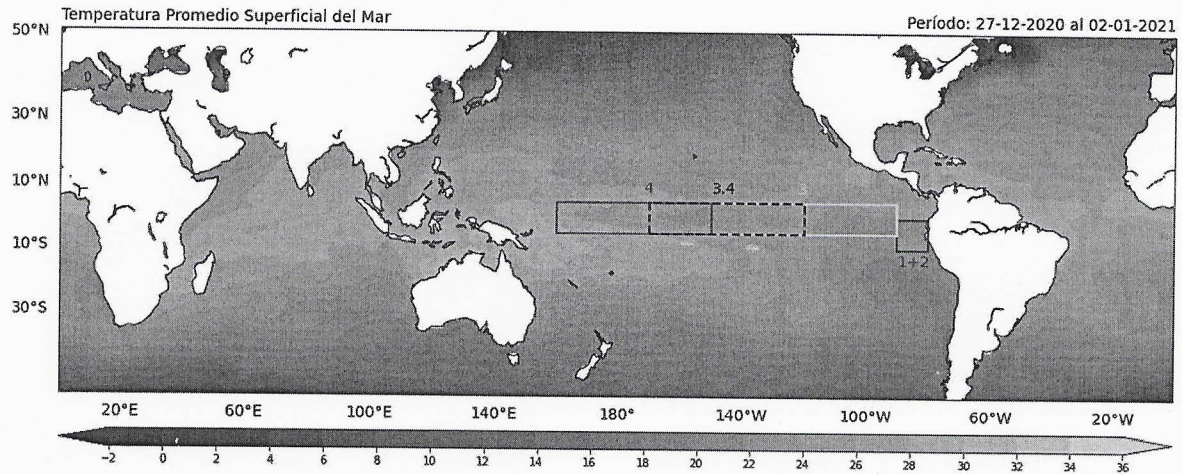 Temperatura Promedio Superficial del Mar
Período: 27-12-2020 al 02-01-2021
50°N
30°N
10°N
10°S
30°S
4
3.4
1+2
20°E 60°E 100°E 140°E 180° 140°W 100°W 60°W 20°W
−2 0 2 4 6 8 10 12 14 16 18 20 22 24 26 28 30 32 34 36